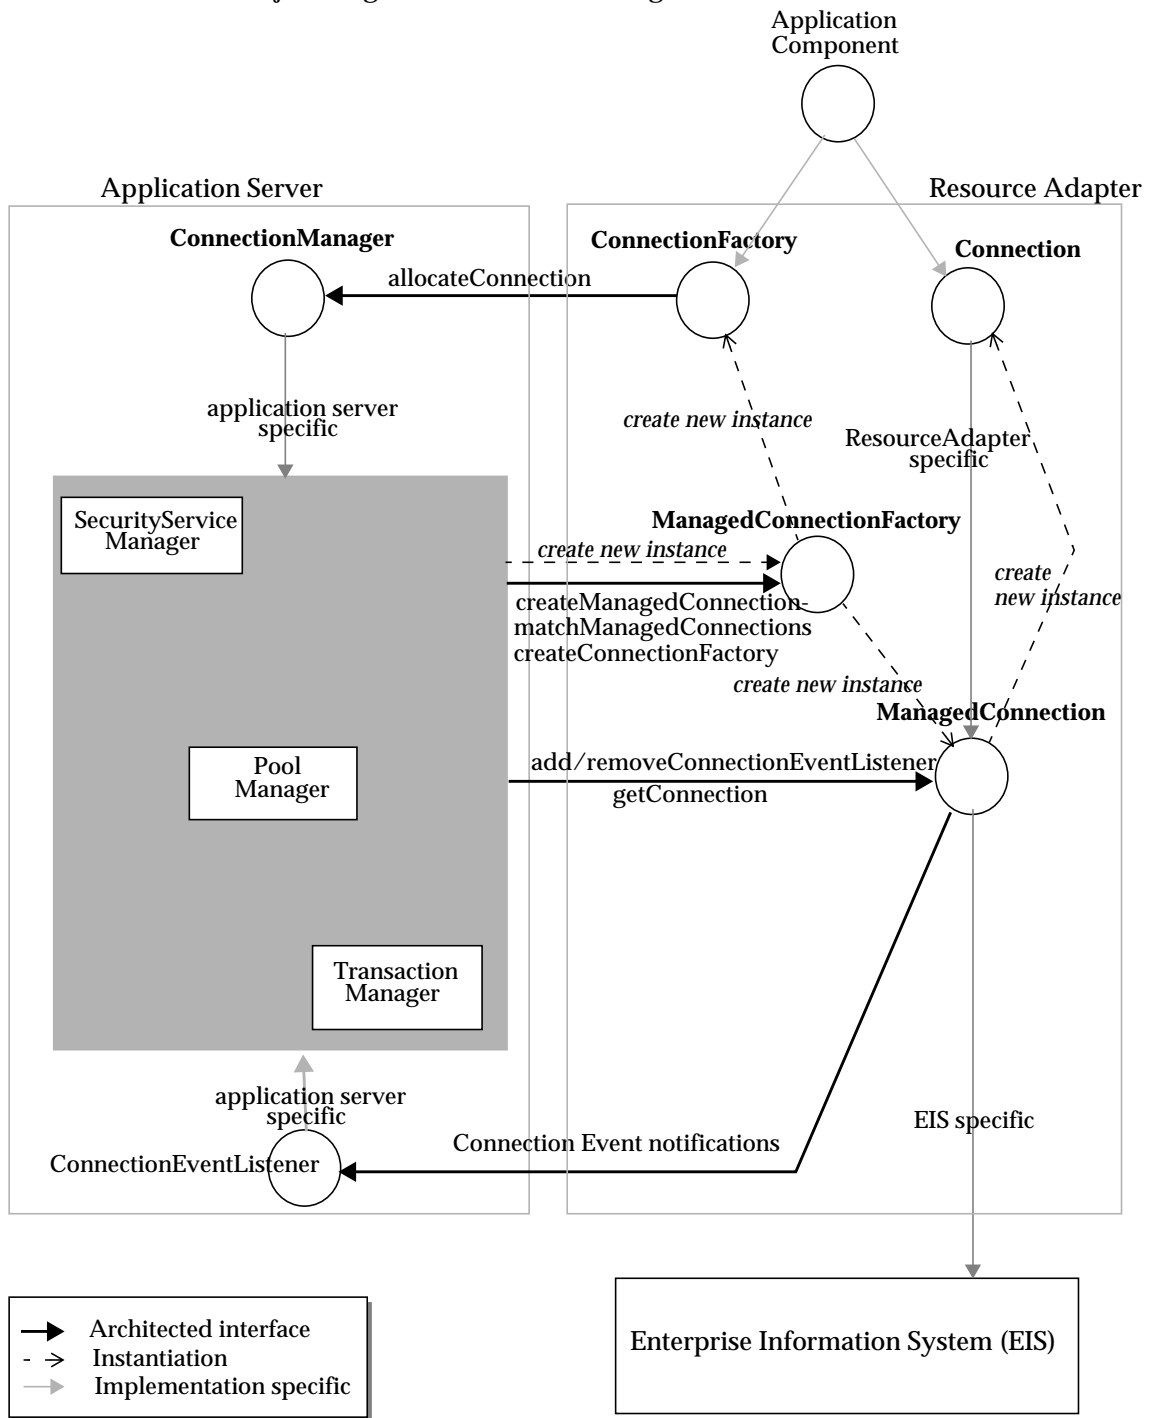 Application
Component
Application Server
Resource Adapter
ConnectionManager
ConnectionFactory
Connection
allocateConnection
application server
specific
create new instance
ResourceAdapter
specific
SecurityService
Manager
ManagedConnectionFactory
create new instance
createManagedConnection-
matchManagedConnections
createConnectionFactory
create
new instance
create new instance
ManagedConnection
Pool
Manager
add/removeConnectionEventListener
getConnection
Transaction
Manager
application server
specific
EIS specific
Connection Event notifications
ConnectionEventListener
Architected interface
Instantiation
Implementation specific
Enterprise Information System (EIS)